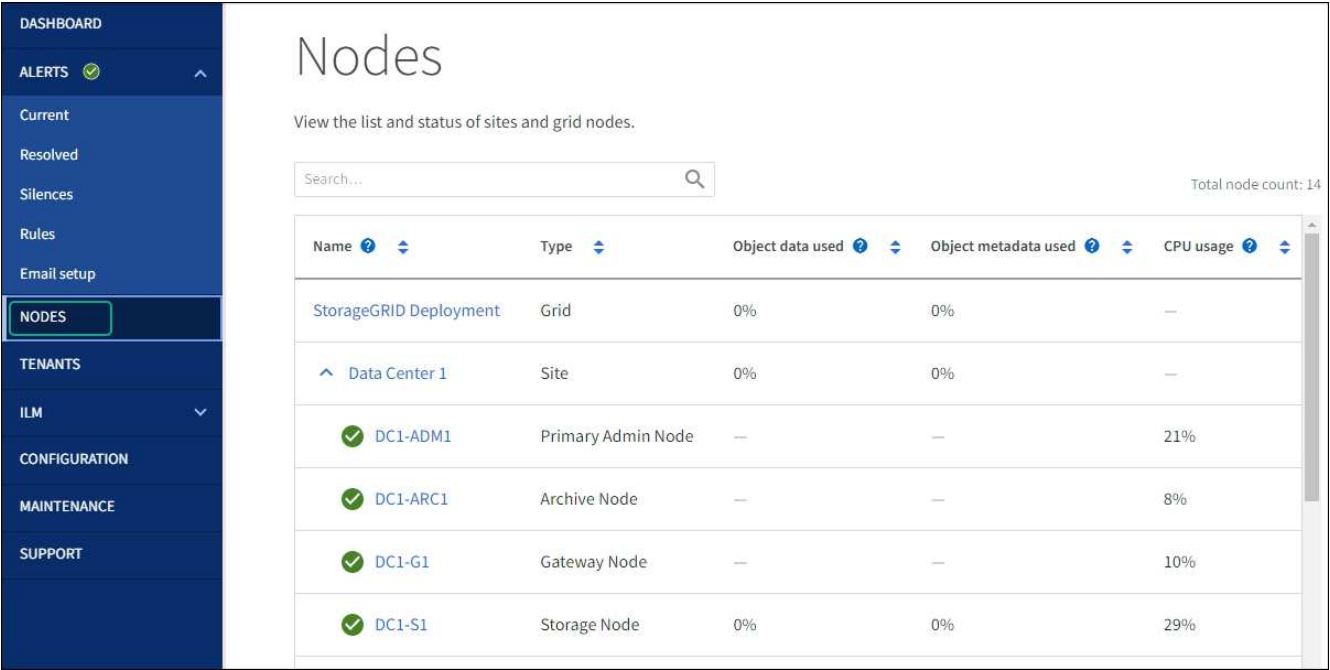 DASHBOARD
ALERTS
Current
Resolved
Silences
Rules
Email setup
NODES
TENANTS
ILM
CONFIGURATION
MAINTENANCE
SUPPORT
Nodes
View the list and status of sites and grid nodes.
Search...
Total node count: 14
Name ? Type Object data used ? Object metadata used ? CPU usage ?
StorageGRID Deployment Grid 0% 0% —
Data Center 1 Site 0% 0% —
DC1-ADM1 Primary Admin Node — — 21%
DC1-ARC1 Archive Node — — 8%
DC1-G1 Gateway Node — — 10%
DC1-S1 Storage Node 0% 0% 29%